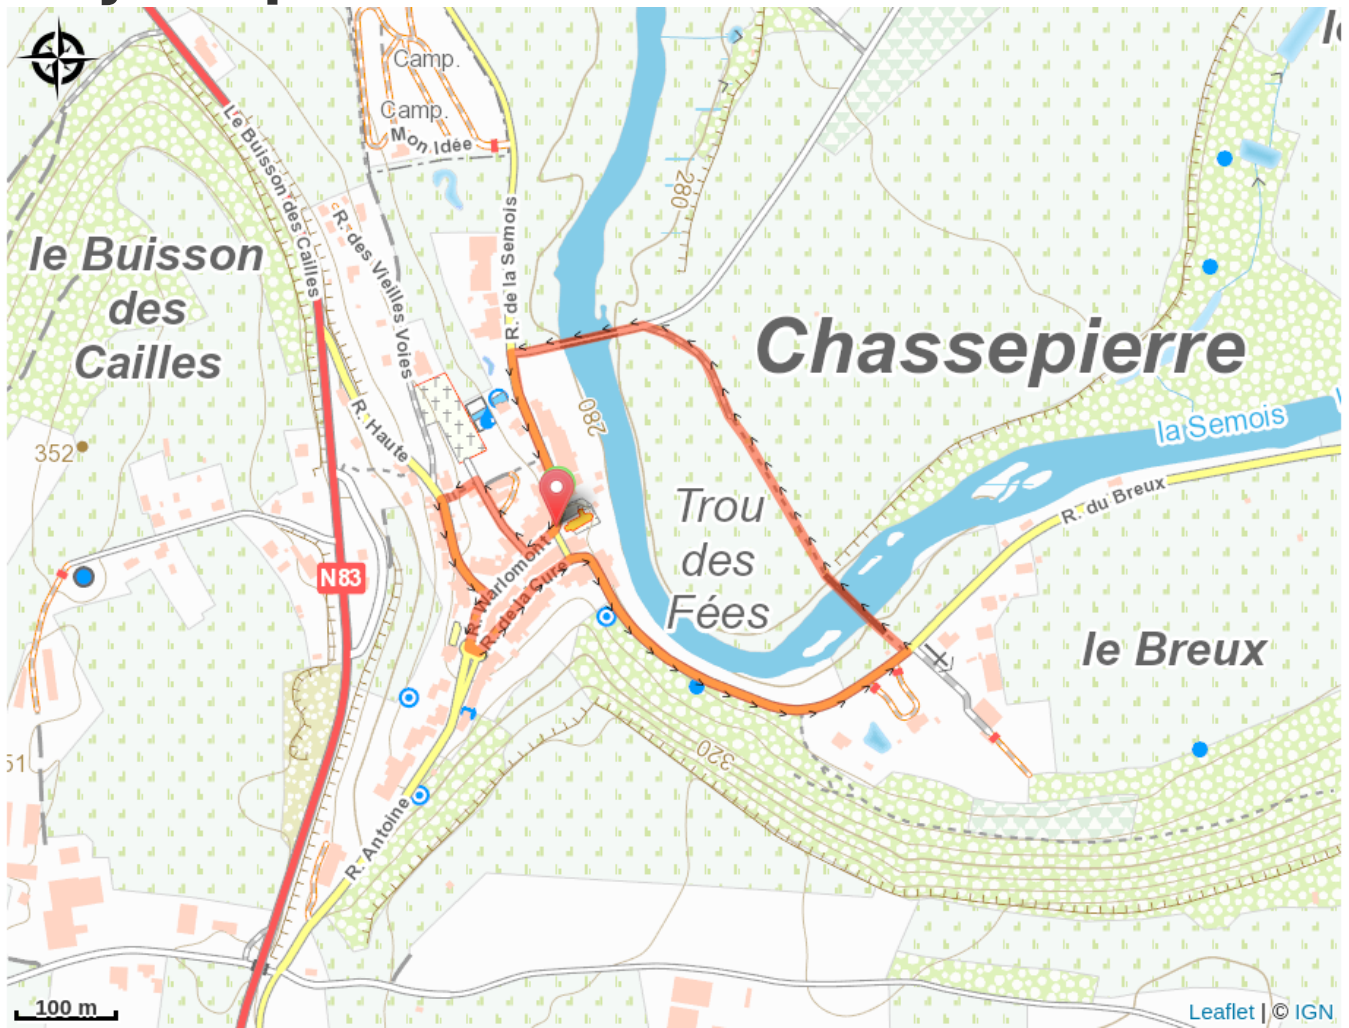 Camp.
Camp.
Mon Idée
Le Buisson des Cailles
R. des Vieilles Voies
R. de la Semois
280
le Buisson
des
Cailles
Chassepierre
la Semois
R. Haute
280
352
Trou
des
Fées
R. du Breux
N83
R. Warlomont
R. de la Cure
le Breux
320
51
R. Antoine
100 m
Leaflet | © IGN